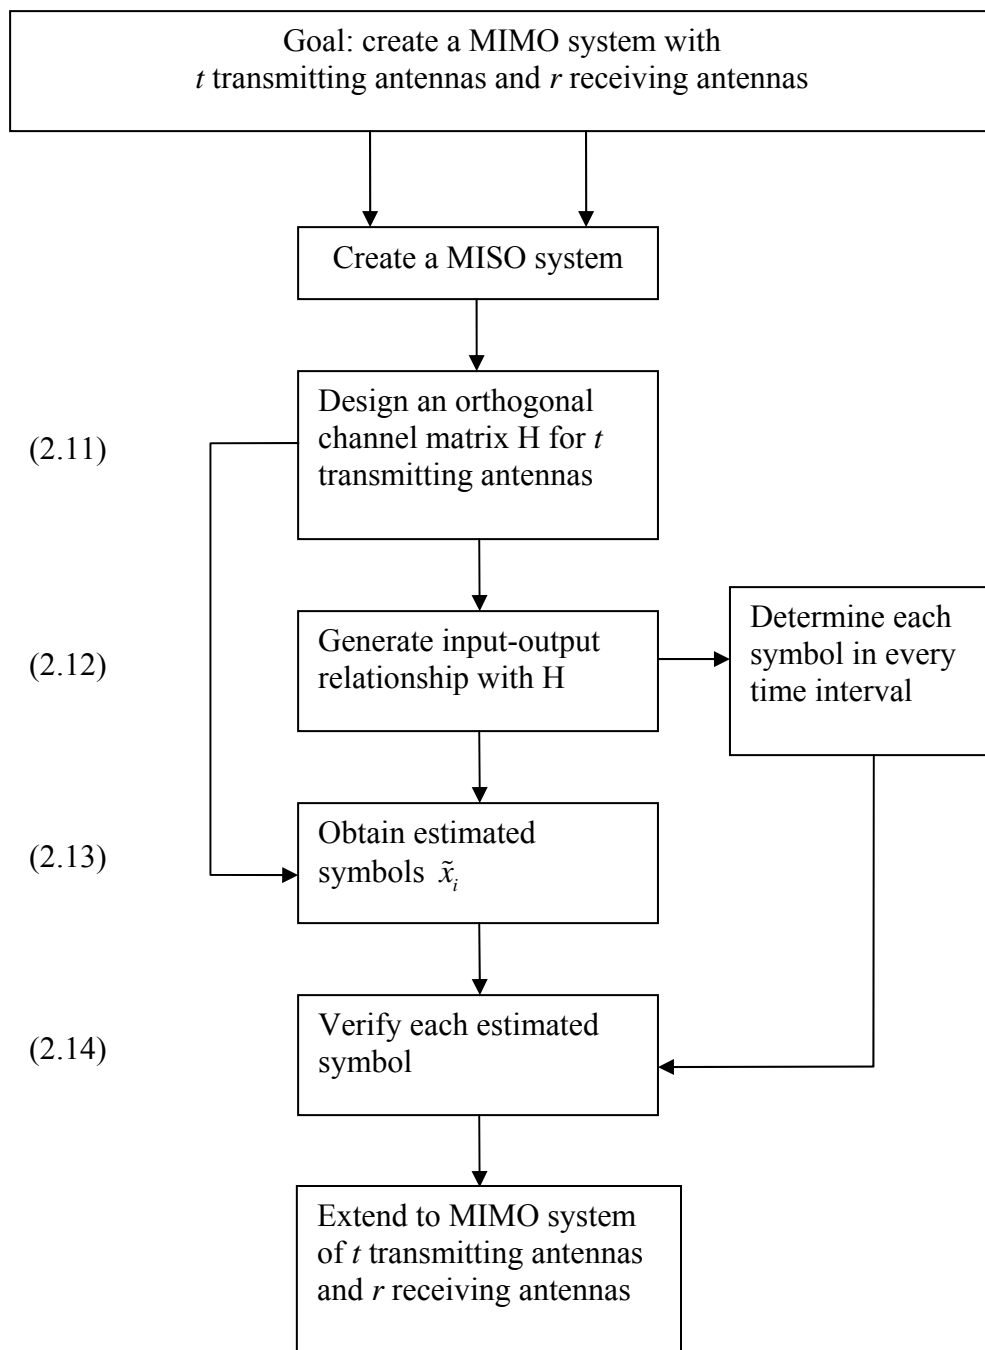 Goal: create a MIMO system with
t transmitting antennas and r receiving antennas
Create a MISO system
(2.11)
Design an orthogonal
channel matrix H for t
transmitting antennas
(2.12)
Generate input-output
relationship with H
Determine each
symbol in every
time interval
(2.13)
Obtain estimated
symbols x̃ᵢ
(2.14)
Verify each estimated
symbol
Extend to MIMO system
of t transmitting antennas
and r receiving antennas